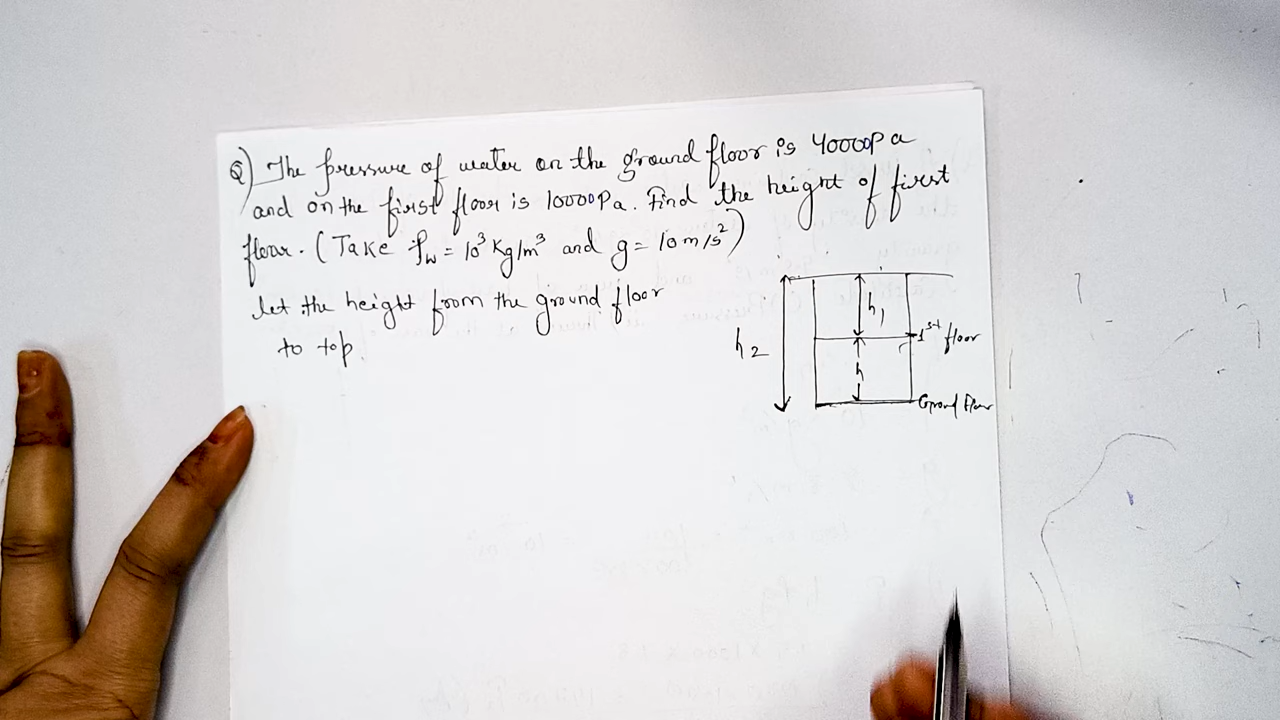 Q) The pressure of water on the ground floor is 40000Pa
and on the first floor is 10000Pa. Find the height of first
floor. (Take ρw = 10³ Kg/m³ and g = 10 m/s²)
let the height from the ground floor
to top.
h₁
1st floor
h₂
h
Ground floor